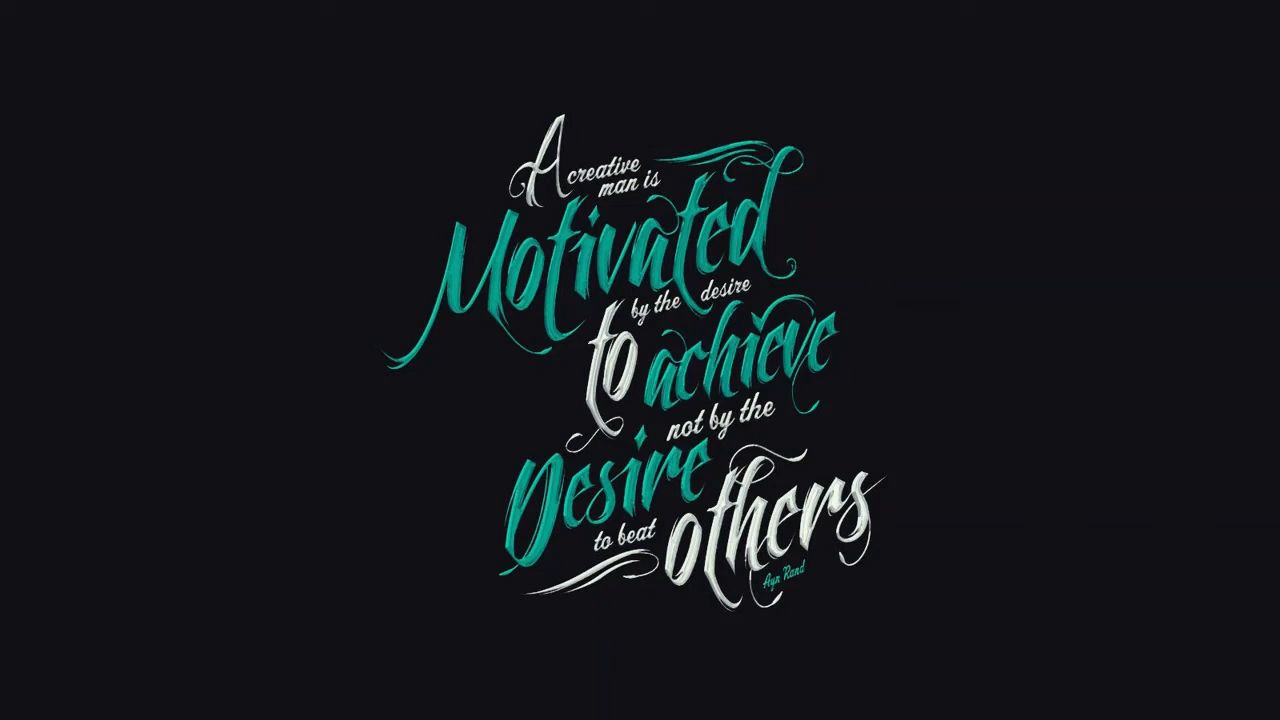 A creative
man is
Motivated
by the desire
to achieve
not by the
Desire
to beat others
Ayn Rand